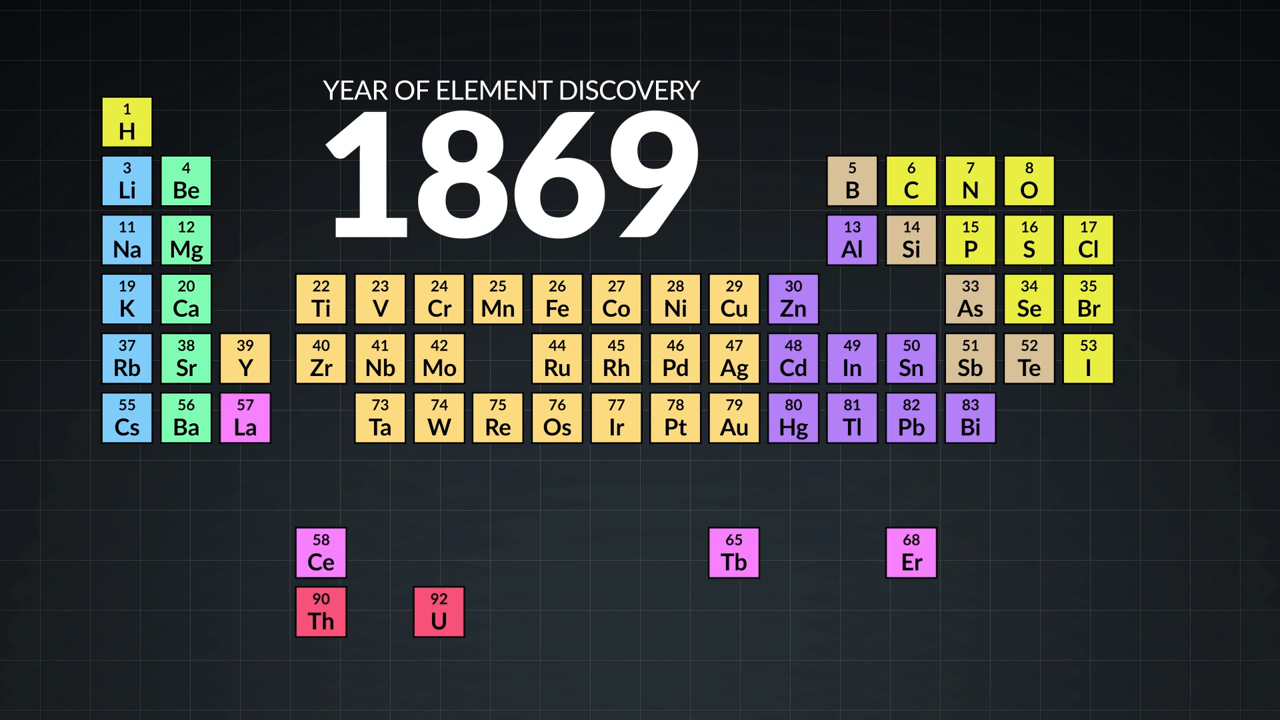 YEAR OF ELEMENT DISCOVERY
1869
1
H
3 4 5 6 7 8
Li Be B C N O
11 12 13 14 15 16 17
Na Mg Al Si P S Cl
19 20 22 23 24 25 26 27 28 29 30 33 34 35
K Ca Ti V Cr Mn Fe Co Ni Cu Zn As Se Br
37 38 39 40 41 42 44 45 46 47 48 49 50 51 52 53
Rb Sr Y Zr Nb Mo Ru Rh Pd Ag Cd In Sn Sb Te I
55 56 57 73 74 75 76 77 78 79 80 81 82 83
Cs Ba La Ta W Re Os Ir Pt Au Hg Tl Pb Bi
58 65 68
Ce Tb Er
90 92
Th U